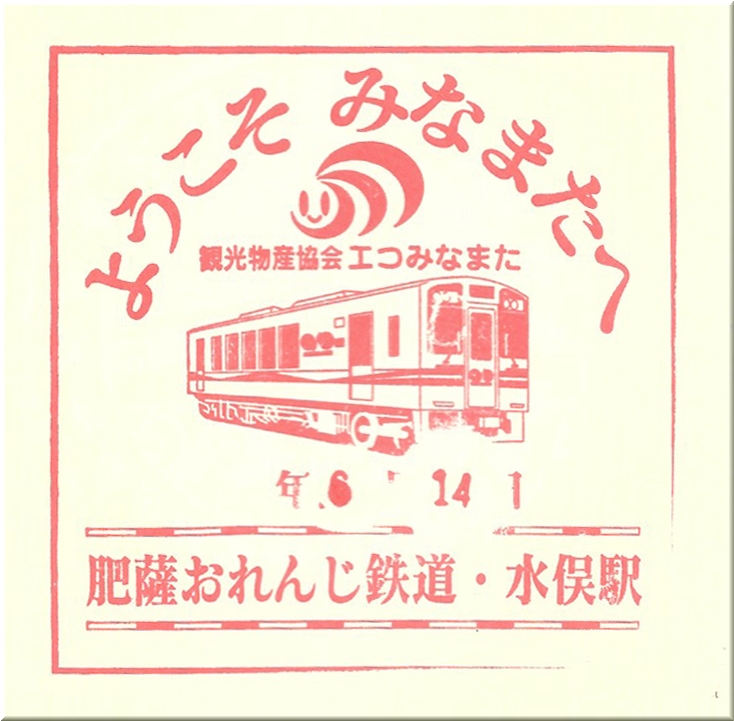 ようこそ みなまたへ
観光物産協会エつみなまた
年 6 14
肥薩おれんじ鉄道・水俣駅